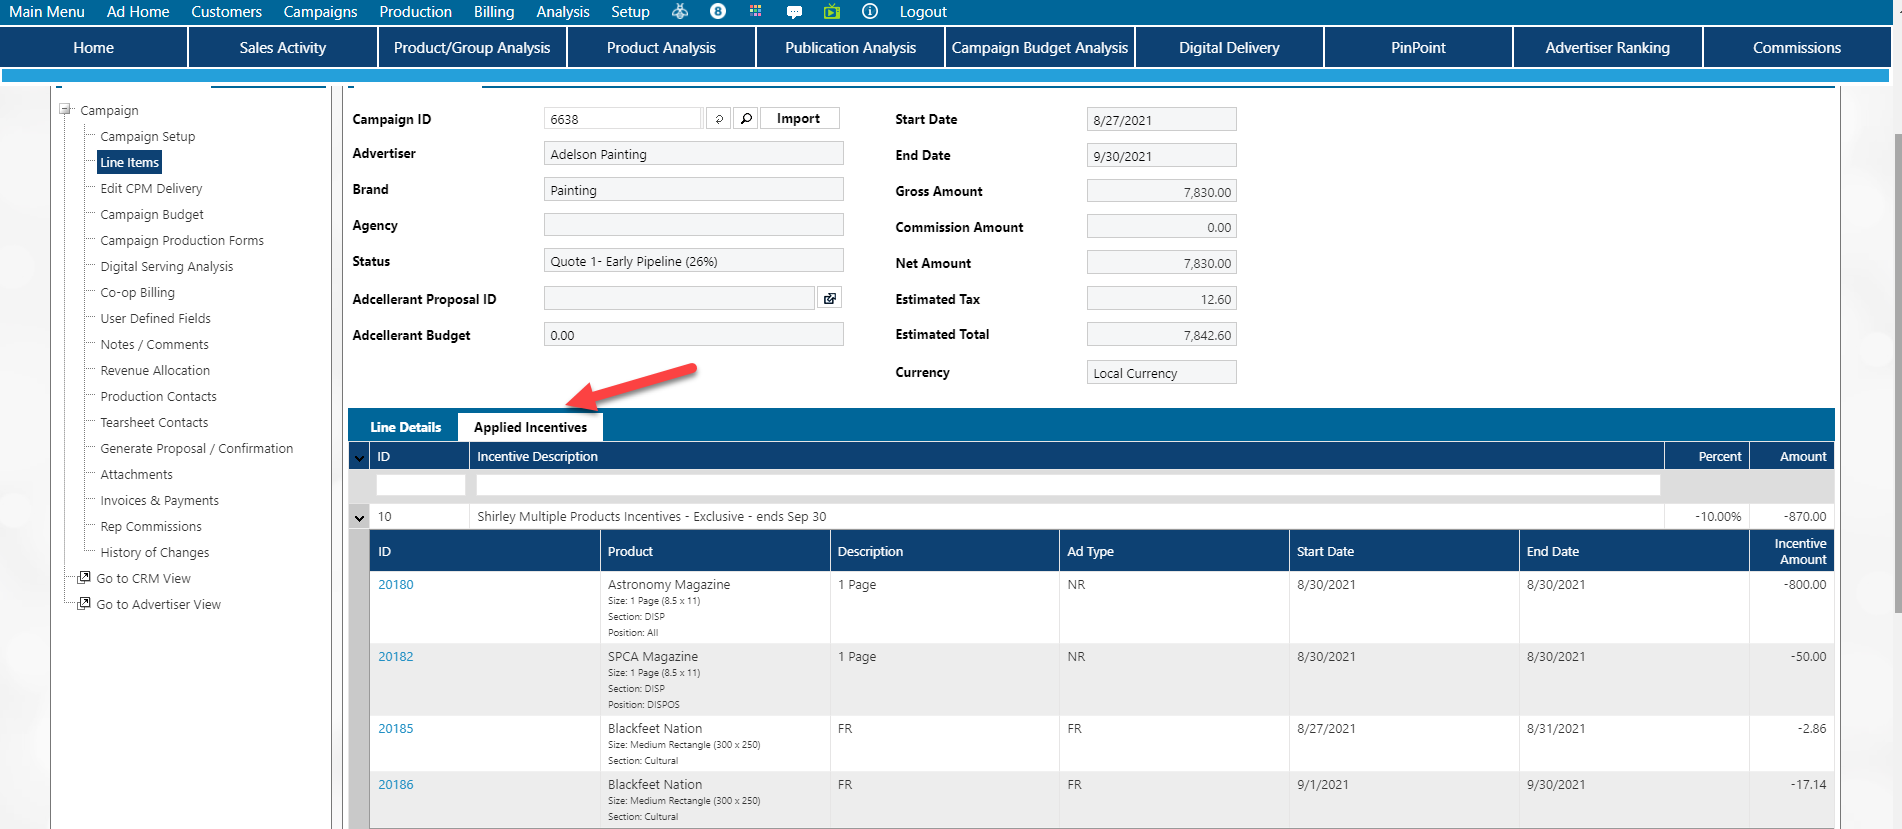 Main Menu Ad Home Customers Campaigns Production Billing Analysis Setup 8 Logout
Home Sales Activity Product/Group Analysis Product Analysis Publication Analysis Campaign Budget Analysis Digital Delivery PinPoint Advertiser Ranking Commissions
Campaign
Campaign Setup
Line Items
Edit CPM Delivery
Campaign Budget
Campaign Production Forms
Digital Serving Analysis
Co-op Billing
User Defined Fields
Notes / Comments
Revenue Allocation
Production Contacts
Tearsheet Contacts
Generate Proposal / Confirmation
Attachments
Invoices & Payments
Rep Commissions
History of Changes
Go to CRM View
Go to Advertiser View
Campaign ID 6638 Import
Advertiser Adelson Painting
Brand Painting
Agency
Status Quote 1- Early Pipeline (26%)
Adcellerant Proposal ID
Adcellerant Budget 0.00
Start Date 8/27/2021
End Date 9/30/2021
Gross Amount 7,830.00
Commission Amount 0.00
Net Amount 7,830.00
Estimated Tax 12.60
Estimated Total 7,842.60
Currency Local Currency
Line Details Applied Incentives
ID Incentive Description Percent Amount
10 Shirley Multiple Products Incentives - Exclusive - ends Sep 30 -10.00% -870.00
ID Product Description Ad Type Start Date End Date Incentive
Amount
20180 Astronomy Magazine 1 Page NR 8/30/2021 8/30/2021 -800.00
Size: 1 Page (8.5 x 11)
Section: DISP
Position: All
20182 SPCA Magazine 1 Page NR 8/30/2021 8/30/2021 -50.00
Size: 1 Page (8.5 x 11)
Section: DISP
Position: DISPOS
20185 Blackfeet Nation FR FR 8/27/2021 8/31/2021 -2.86
Size: Medium Rectangle (300 x 250)
Section: Cultural
20186 Blackfeet Nation FR FR 9/1/2021 9/30/2021 -17.14
Size: Medium Rectangle (300 x 250)
Section: Cultural